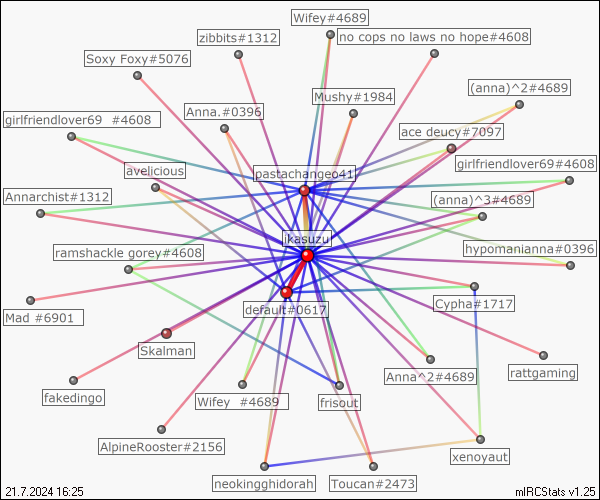 Wifey#4689
zibbits#1312
no cops no laws no hope#4608
Soxy Foxy#5076
(anna)^2#4689
Mushy#1984
Anna.#0396
girlfriendlover69 #4608
ace deucy#7097
girlfriendlover69#4608
avelicious
pastachangeo41
Annarchist#1312
(anna)^3#4689
ikasuzu
ramshackle gorey#4608
hypomanianna#0396
Cypha#1717
default#0617
Mad #6901
Skalman
rattgaming
Anna^2#4689
fakedingo
Wifey #4689
frisout
AlpineRooster#2156
xenoyaut
neokingghidorah
Toucan#2473
21.7.2024 16:25
mIRCStats v1.25